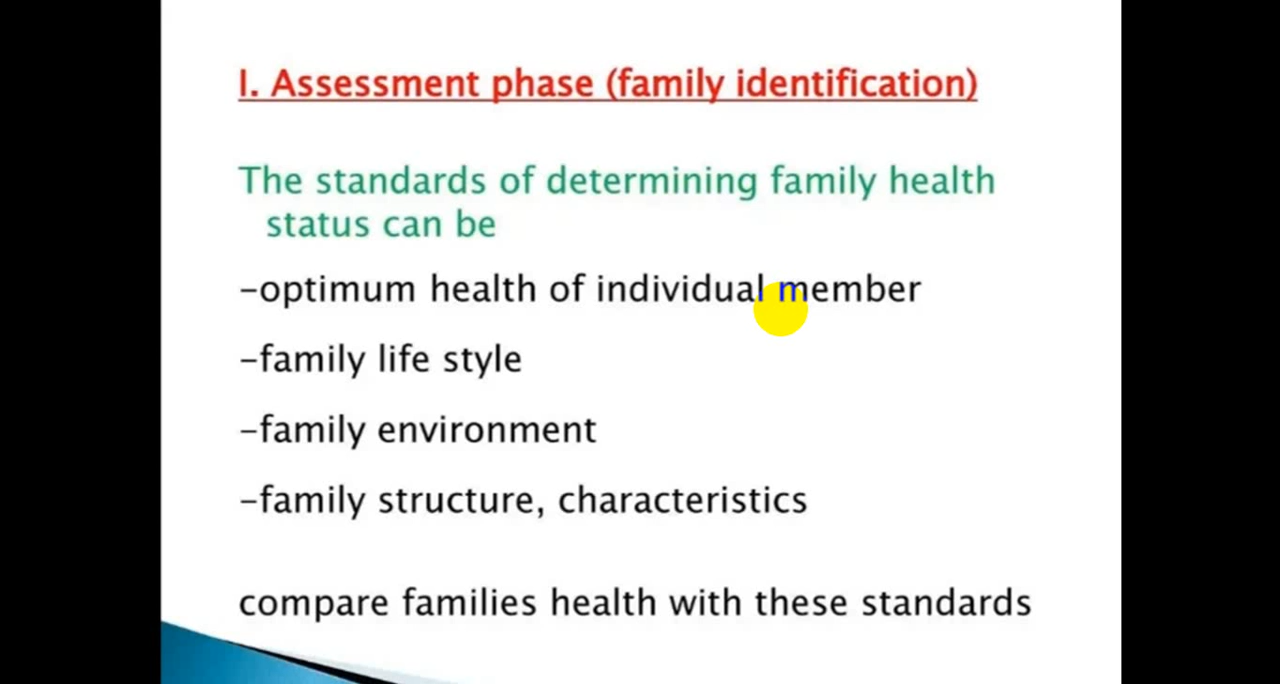 I. Assessment phase (family identification)
The standards of determining family health
status can be
-optimum health of individual member
-family life style
-family environment
-family structure, characteristics
compare families health with these standards